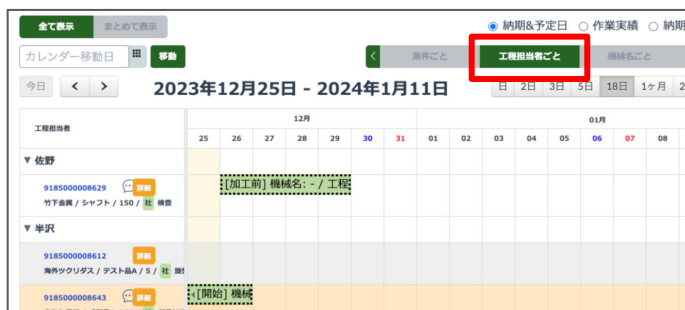 全て表示 まとめて表示 納期&予定日 作業実績 納期
カレンダー移動日 移動 < 案件ごと 工程担当者ごと 機械名ごと
今日 < > 2023年12月25日 - 2024年1月11日 日 2日 3日 5日 18日 1ヶ月 2
工程担当者 12月 01月
25 26 27 28 29 30 31 01 02 03 04 05 06 07 08
▼ 佐野
9185000008629 詳細 [加工前] 機械名: - / 工程
竹下金属 / シャフト / 150 / 社 検査
▼ 半沢
9185000008612 詳細
海外ツクリダス / テスト品A / 5 / 社 旋
9185000008643 詳細 [開始] 機械